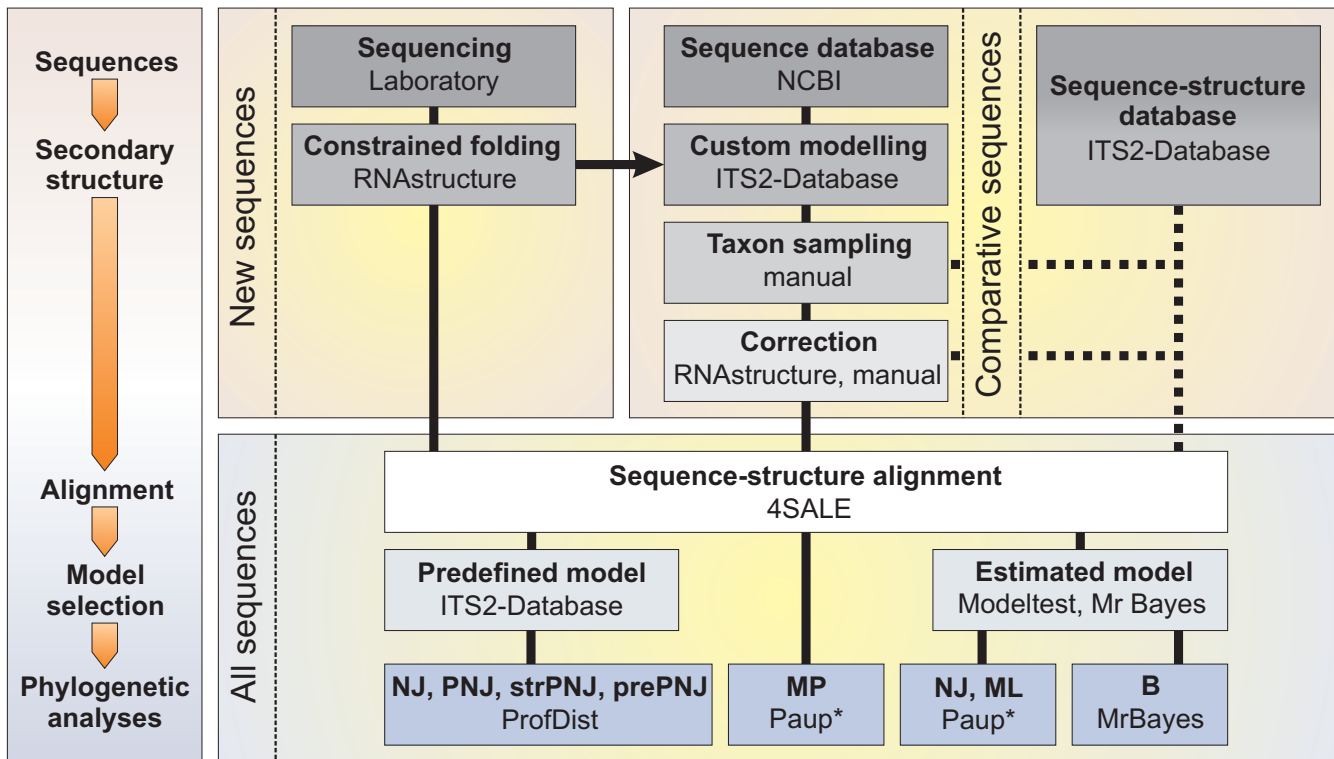 Sequences
Secondary
structure
Alignment
Model
selection
Phylogenetic
analyses
New sequences
Sequencing
Laboratory
Constrained folding
RNAstructure
Sequence database
NCBI
Custom modelling
ITS2-Database
Taxon sampling
manual
Correction
RNAstructure, manual
Comparative sequences
Sequence-structure
database
ITS2-Database
All sequences
Sequence-structure alignment
4SALE
Predefined model
ITS2-Database
Estimated model
Modeltest, Mr Bayes
NJ, PNJ, strPNJ, prePNJ
ProfDist
MP
Paup*
NJ, ML
Paup*
B
MrBayes